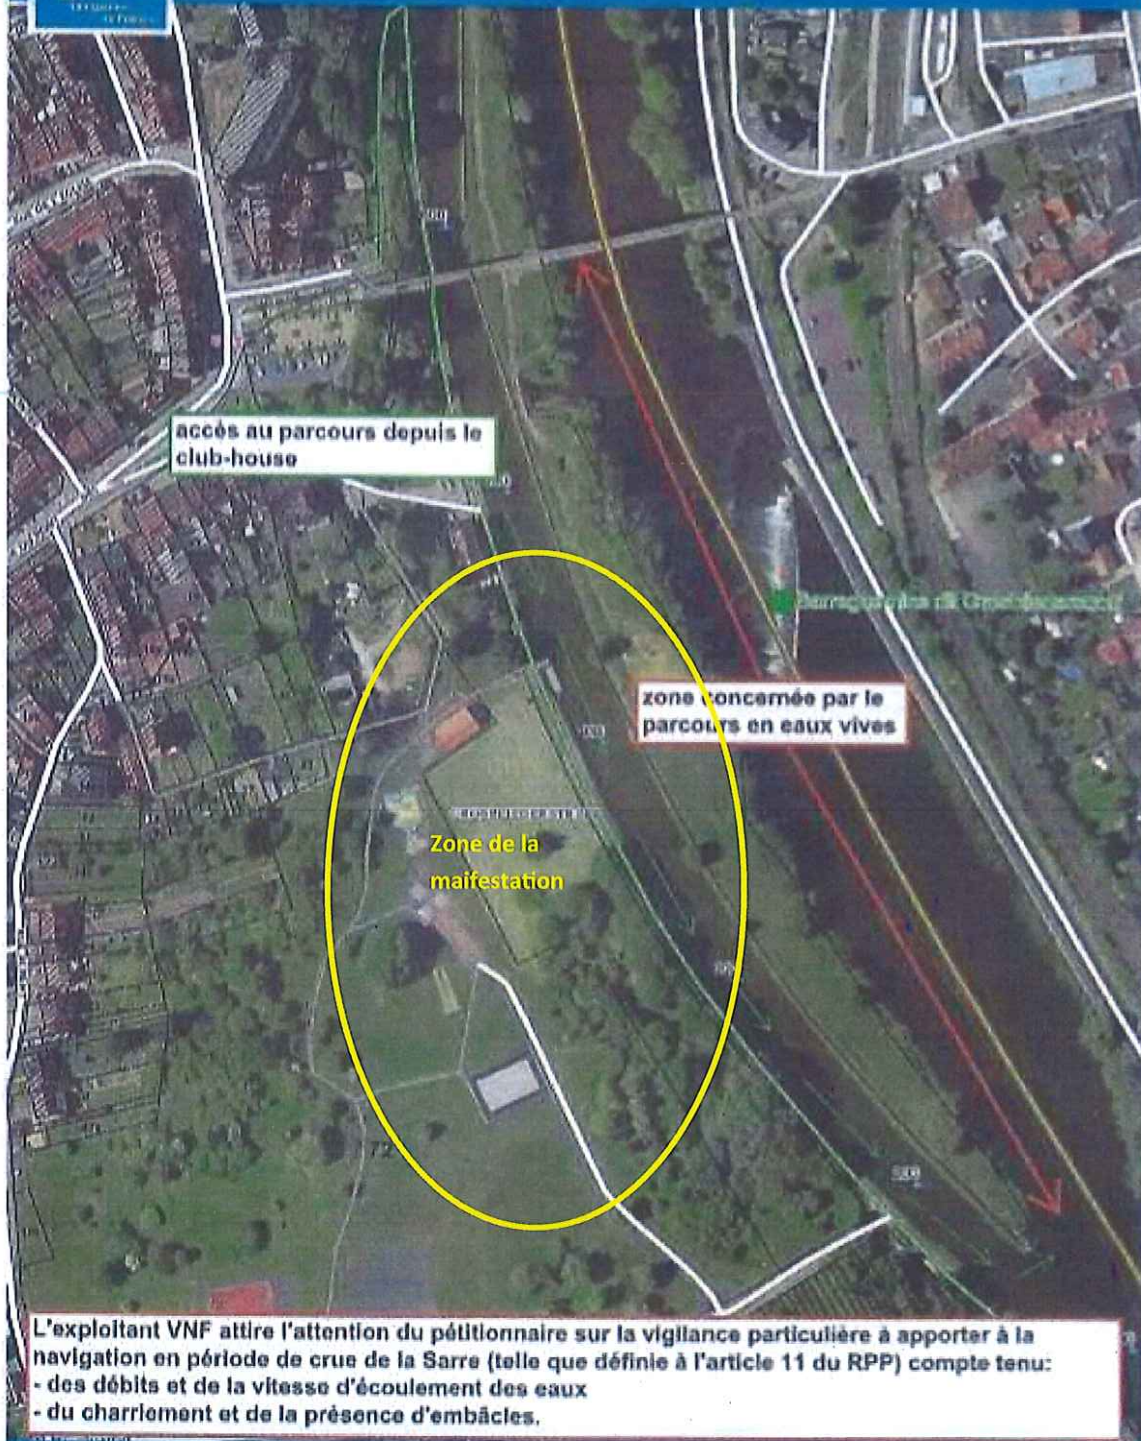 accès au parcours depuis le
club-house
zone concernée par le
parcours en eaux vives
Zone de la
maifestation
L'exploitant VNF attire l'attention du pétitionnaire sur la vigilance particulière à apporter à la
navigation en période de crue de la Sarre (telle que définie à l'article 11 du RPP) compte tenu:
- des débits et de la vitesse d'écoulement des eaux
- du charriement et de la présence d'embâcles.